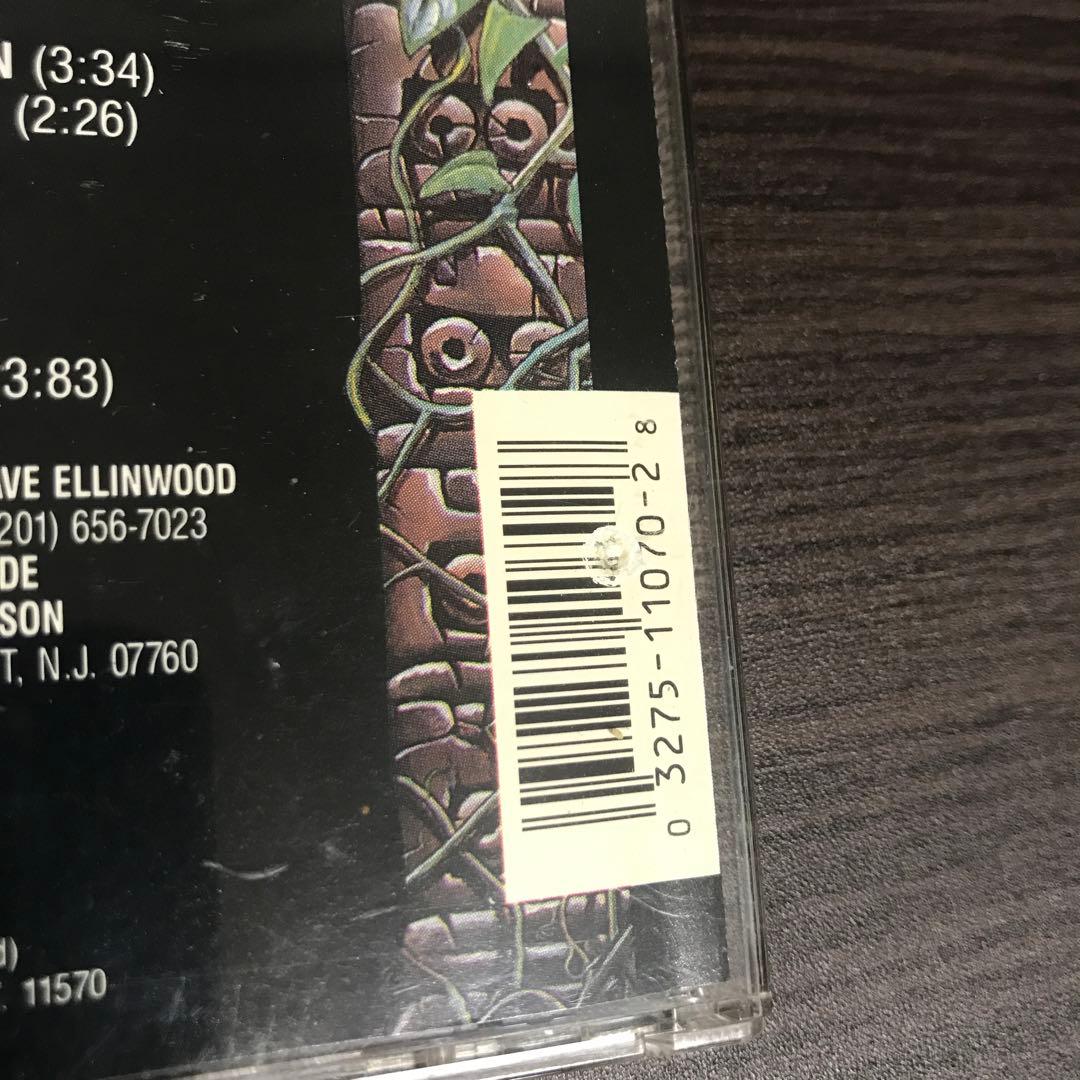 N (3:34)
(2:26)
(3:83)
AVE ELLINWOOD
201) 656-7023
DE
SON
T, N.J. 07760
d)
11570
0 3275-11070-2 8